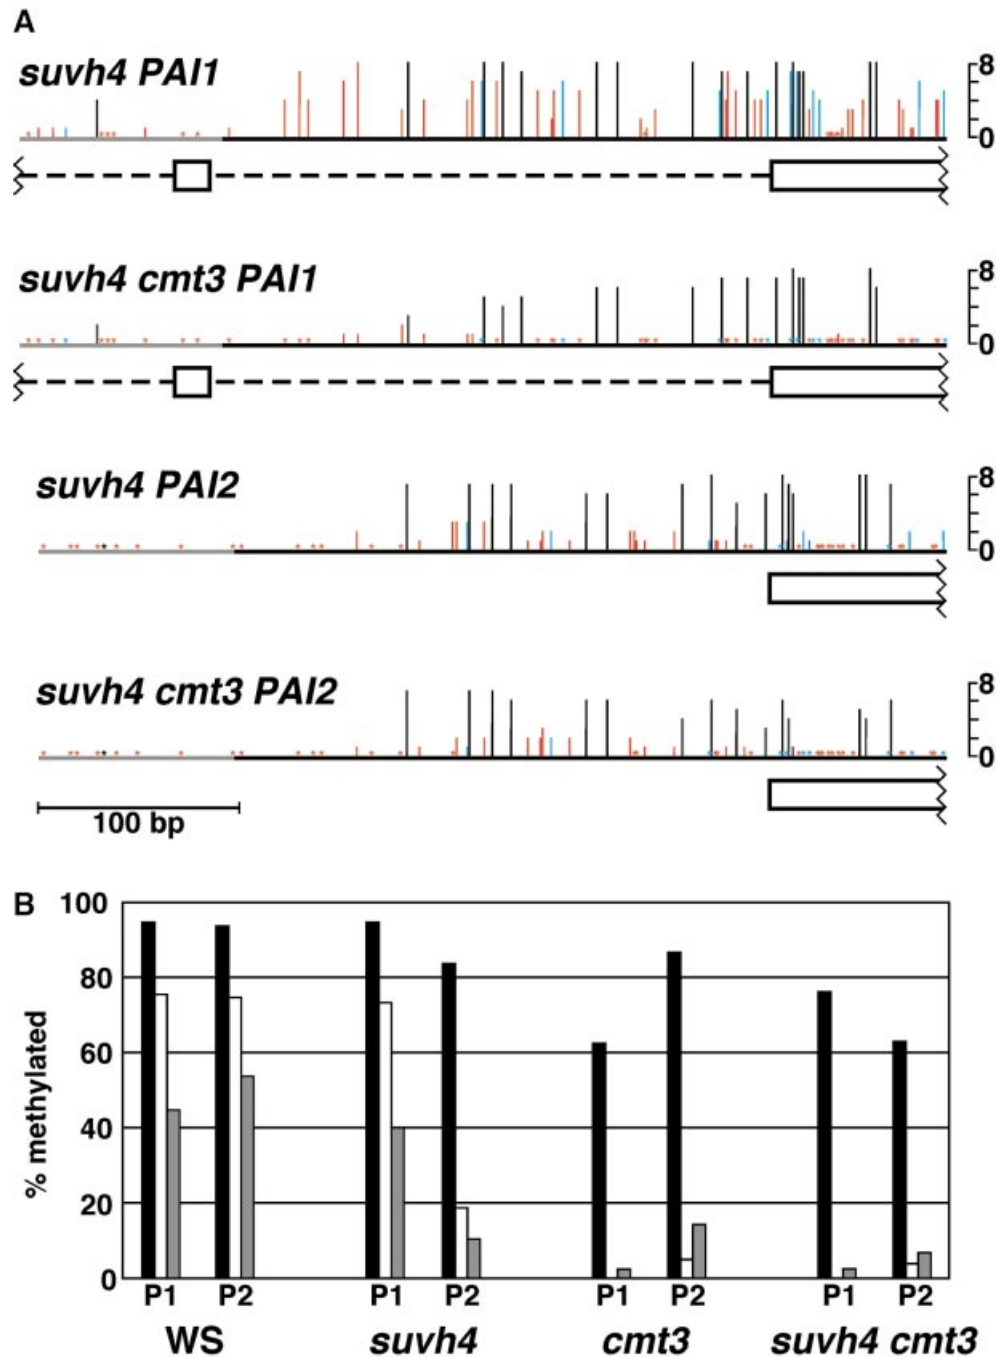 A
suvh4 PAI1
8
0
suvh4 cmt3 PAI1
8
0
suvh4 PAI2
8
0
suvh4 cmt3 PAI2
8
0
100 bp
B
% methylated
100
80
60
40
20
0
P1 P2 P1 P2 P1 P2 P1 P2
WS suvh4 cmt3 suvh4 cmt3